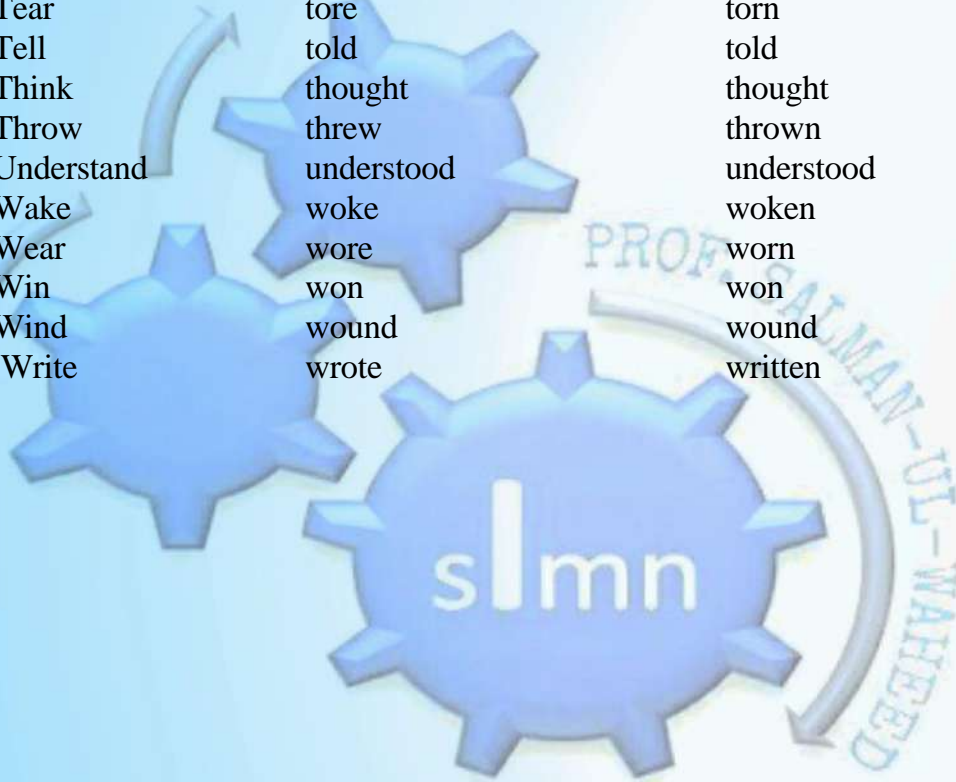 Tear tore torn
Tell told told
Think thought thought
Throw threw thrown
Understand understood understood
Wake woke woken
Wear wore worn
Win won won
Wind wound wound
Write wrote written
PROF. SALMAN-UL-WAHEED
slmn